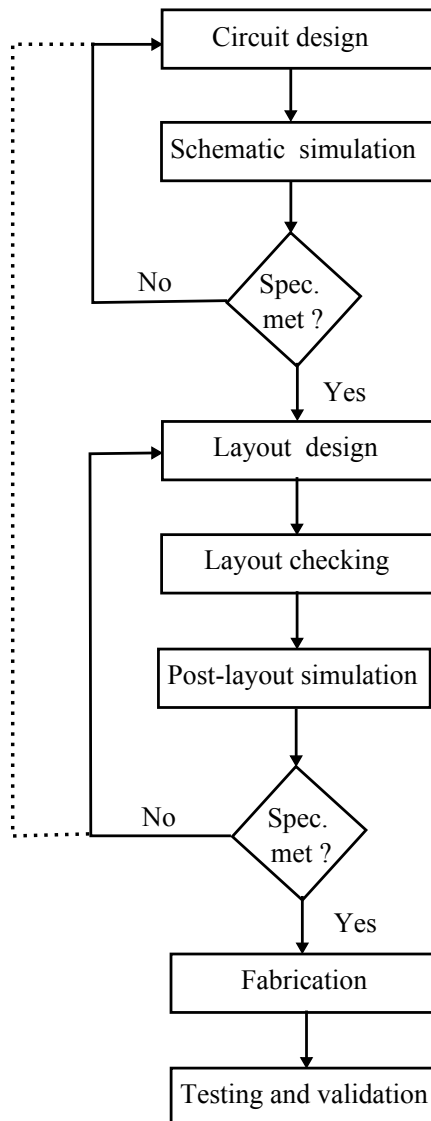 Circuit design
Schematic simulation
Spec.
met ?
No
Yes
Layout design
Layout checking
Post-layout simulation
Spec.
met ?
No
Yes
Fabrication
Testing and validation